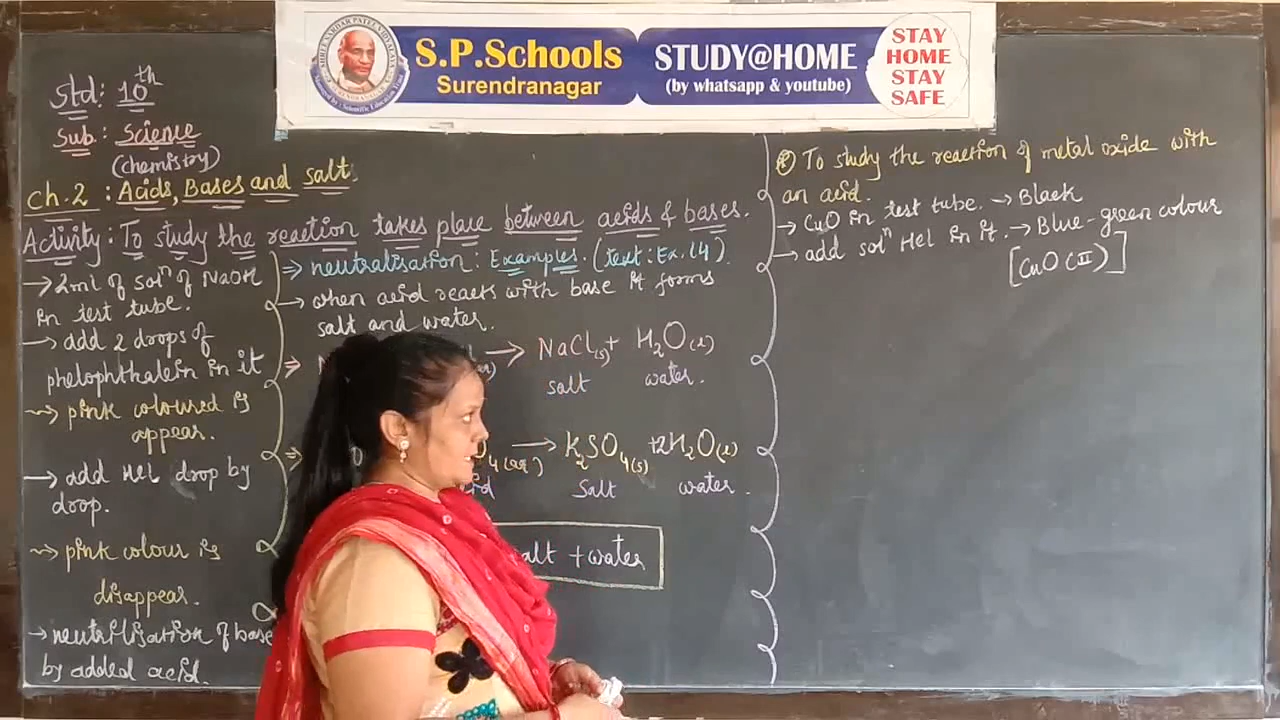 S.P.Schools
Surendranagar
STUDY@HOME
(by whatsapp & youtube)
STAY
HOME
STAY
SAFE
Std: 10th
Sub: Science
(chemistry)
Ch.2 : Acids, Bases and salt.
Activity: To study the reaction takes place between acids & bases.
→ 2ml of solⁿ of NaOH
in test tube.
→ add 2 drops of
phelophthalein in it
⇝ pink coloured is
appear.
→ add Hcl drop by
drop.
⇝ pink colour is
disappear.
→ neutrilisation of base
by added acid.
⇒ neutralisation: Examples. (text: Ex. 14).
→ when acid reacts with base it forms
salt and water.
→ NaCl(s) + H₂O(l)
salt water.
4(aq) → K₂SO₄(s) + 2H₂O(l)
Salt water.
salt + water
To study the reaction of metal oxide with
an acid.
→ CuO in test tube. → Black
→ add solⁿ Hcl in it. → Blue-green colour
[CuO (II)]